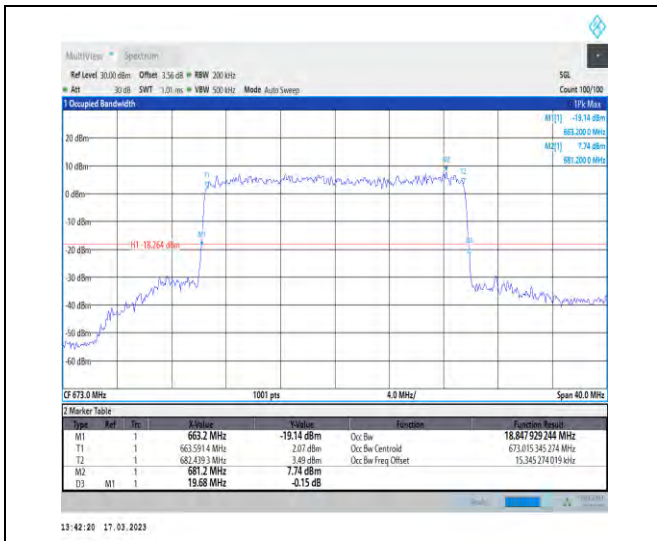 MultiView Spectrum
Ref Level 30.00 dBm Offset 3.56 dB RBW 200 kHz SGL
Att 30 dB SWT 1.01 ms VBW 500 kHz Mode Auto Sweep Count 100/100
1 Occupied Bandwidth 1Pk Max
M1[1] -19.14 dBm
663.200 0 MHz
M2[1] 7.74 dBm
681.200 0 MHz
20 dBm
10 dBm
0 dBm
-10 dBm
-20 dBm
-30 dBm
-40 dBm
-50 dBm
-60 dBm
T1
M2
T2
M1
H1 -18.264 dBm
CF 673.0 MHz 1001 pts 4.0 MHz/ Span 40.0 MHz
2 Marker Table
Type Ref Trc X-Value Y-Value Function Function Result
M1 1 663.2 MHz -19.14 dBm Occ Bw 18.847 929 244 MHz
T1 1 663.591 4 MHz 2.07 dBm Occ Bw Centroid 673.015 345 274 MHz
T2 1 682.439 3 MHz 3.49 dBm Occ Bw Freq Offset 15.345 274 019 kHz
M2 1 681.2 MHz 7.74 dBm
D3 M1 1 19.68 MHz -0.15 dB
13:42:20 17.03.2023